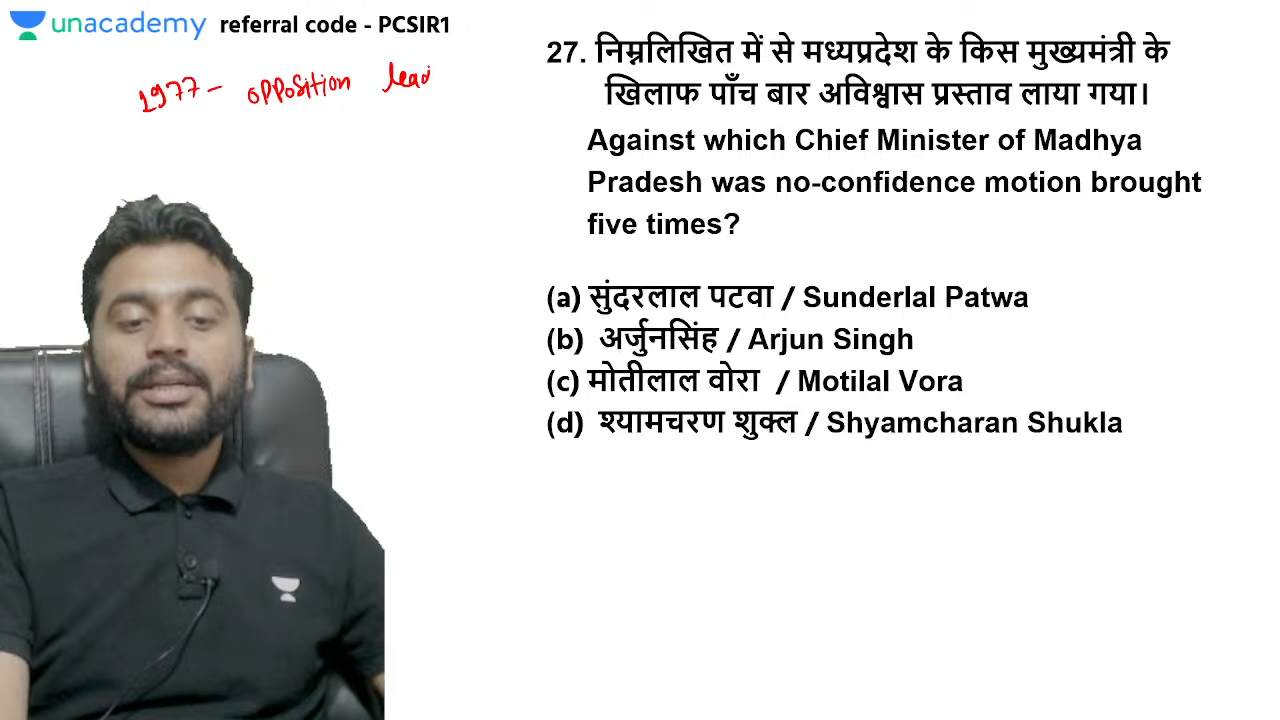 unacademy referral code - PCSIR1
1977 - opposition lead
27. निम्नलिखित में से मध्यप्रदेश के किस मुख्यमंत्री के
खिलाफ पाँच बार अविश्वास प्रस्ताव लाया गया।
Against which Chief Minister of Madhya
Pradesh was no-confidence motion brought
five times?
(a) सुंदरलाल पटवा / Sunderlal Patwa
(b) अर्जुनसिंह / Arjun Singh
(c) मोतीलाल वोरा / Motilal Vora
(d) श्यामचरण शुक्ल / Shyamcharan Shukla